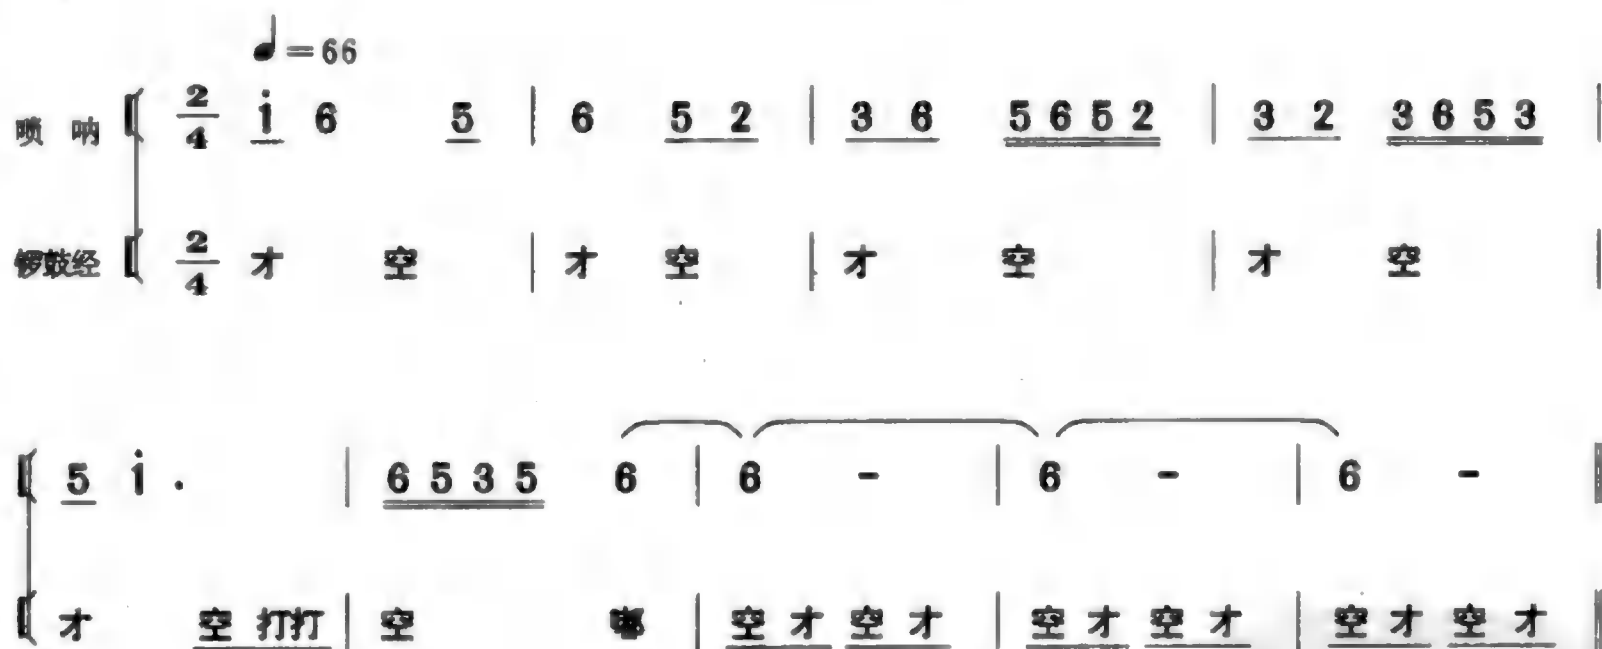 ♩=66
唢 呐 2/4 i̇ 6 5 | 6 5 2 | 3 6 5 6 5 2 | 3 2 3 6 5 3 |
锣鼓经 2/4 才 空 | 才 空 | 才 空 | 才 空 |
5 i̇ · | 6 5 3 5 6 | 6 - | 6 - | 6 - ‖
才 空 打打 | 空 | 空 才 空 才 | 空 才 空 才 | 空 才 空 才 ‖